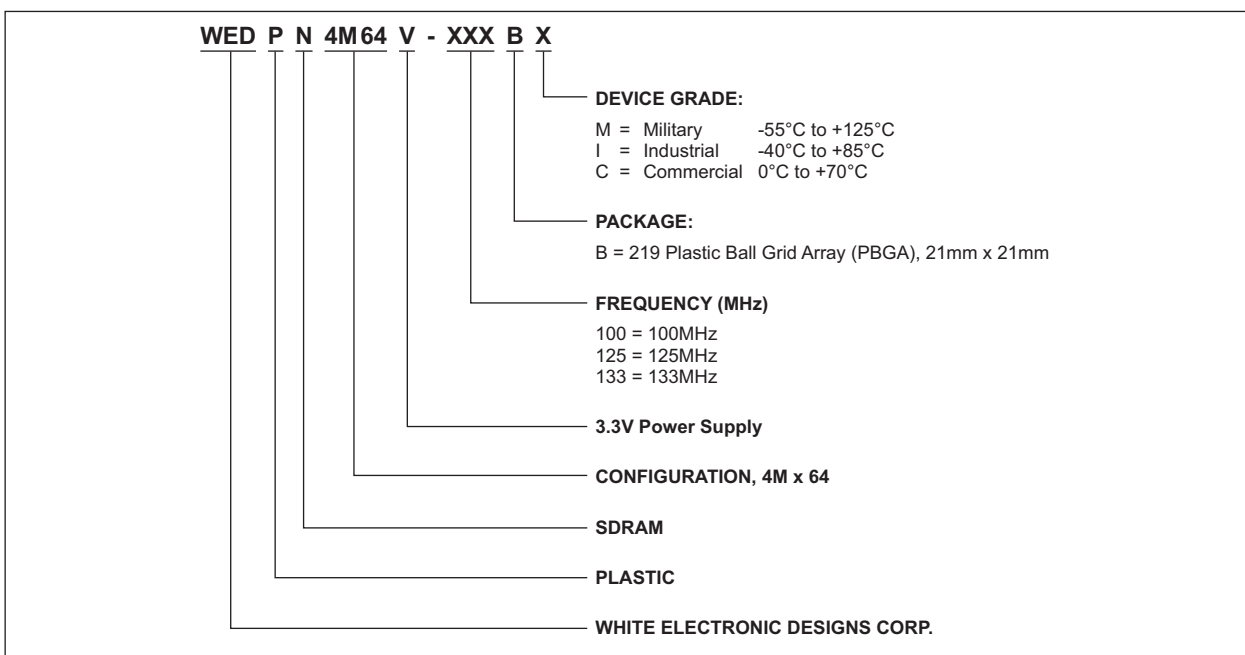 WED P N 4M64 V - XXX B X
DEVICE GRADE:
M = Military -55°C to +125°C
I = Industrial -40°C to +85°C
C = Commercial 0°C to +70°C
PACKAGE:
B = 219 Plastic Ball Grid Array (PBGA), 21mm x 21mm
FREQUENCY (MHz)
100 = 100MHz
125 = 125MHz
133 = 133MHz
3.3V Power Supply
CONFIGURATION, 4M x 64
SDRAM
PLASTIC
WHITE ELECTRONIC DESIGNS CORP.